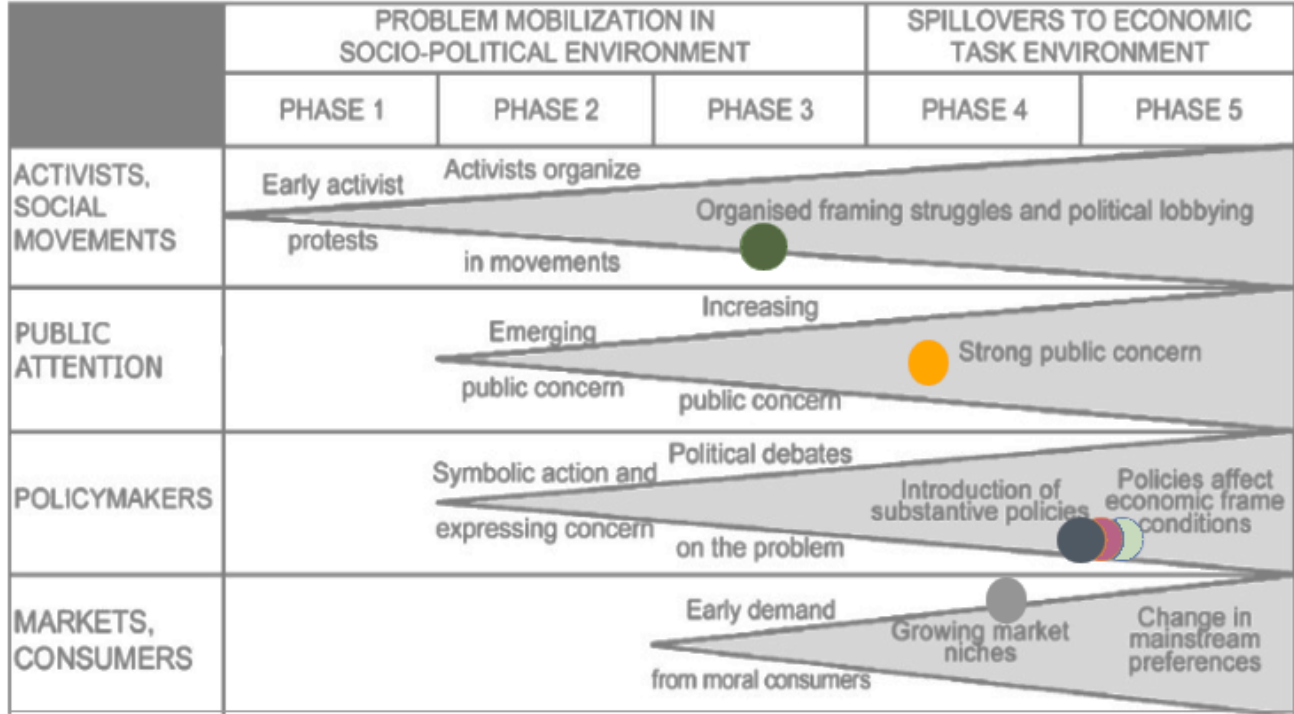 PROBLEM MOBILIZATION IN
SOCIO-POLITICAL ENVIRONMENT
SPILLOVERS TO ECONOMIC
TASK ENVIRONMENT
PHASE 1
PHASE 2
PHASE 3
PHASE 4
PHASE 5
ACTIVISTS,
SOCIAL
MOVEMENTS
Early activist
protests
Activists organize
in movements
Organised framing struggles and political lobbying
PUBLIC
ATTENTION
Emerging
public concern
Increasing
public concern
Strong public concern
POLICYMAKERS
Symbolic action and
expressing concern
Political debates
on the problem
Introduction of
substantive policies
Policies affect
economic frame
conditions
MARKETS,
CONSUMERS
Early demand
from moral consumers
Growing market
niches
Change in
mainstream
preferences